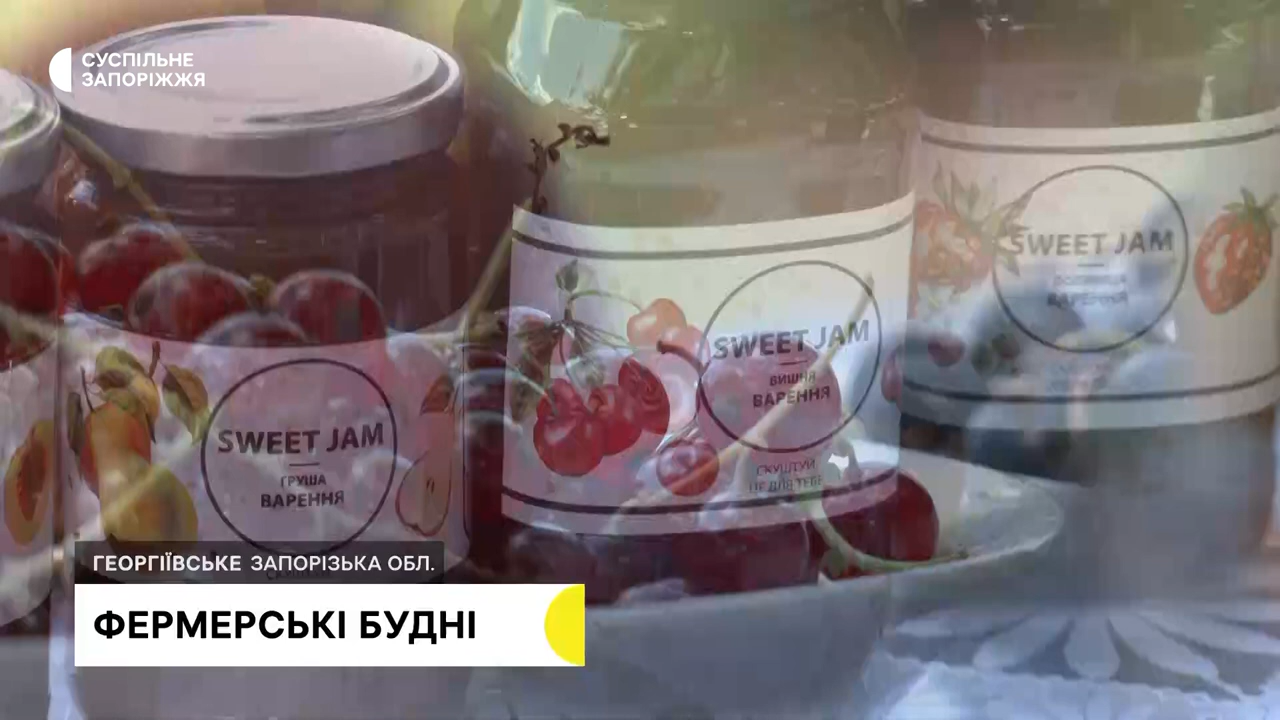 СУСПІЛЬНЕ
ЗАПОРІЖЖЯ
SWEET JAM
ВАРЕННЯ
SWEET JAM
ВИШНЯ
ВАРЕННЯ
СКУШТУЙ
ЦЕ ДЛЯ ТЕБЕ
SWEET JAM
ГРУША
ВАРЕННЯ
ГЕОРГІЇВСЬКЕ ЗАПОРІЗЬКА ОБЛ.
ФЕРМЕРСЬКІ БУДНІ